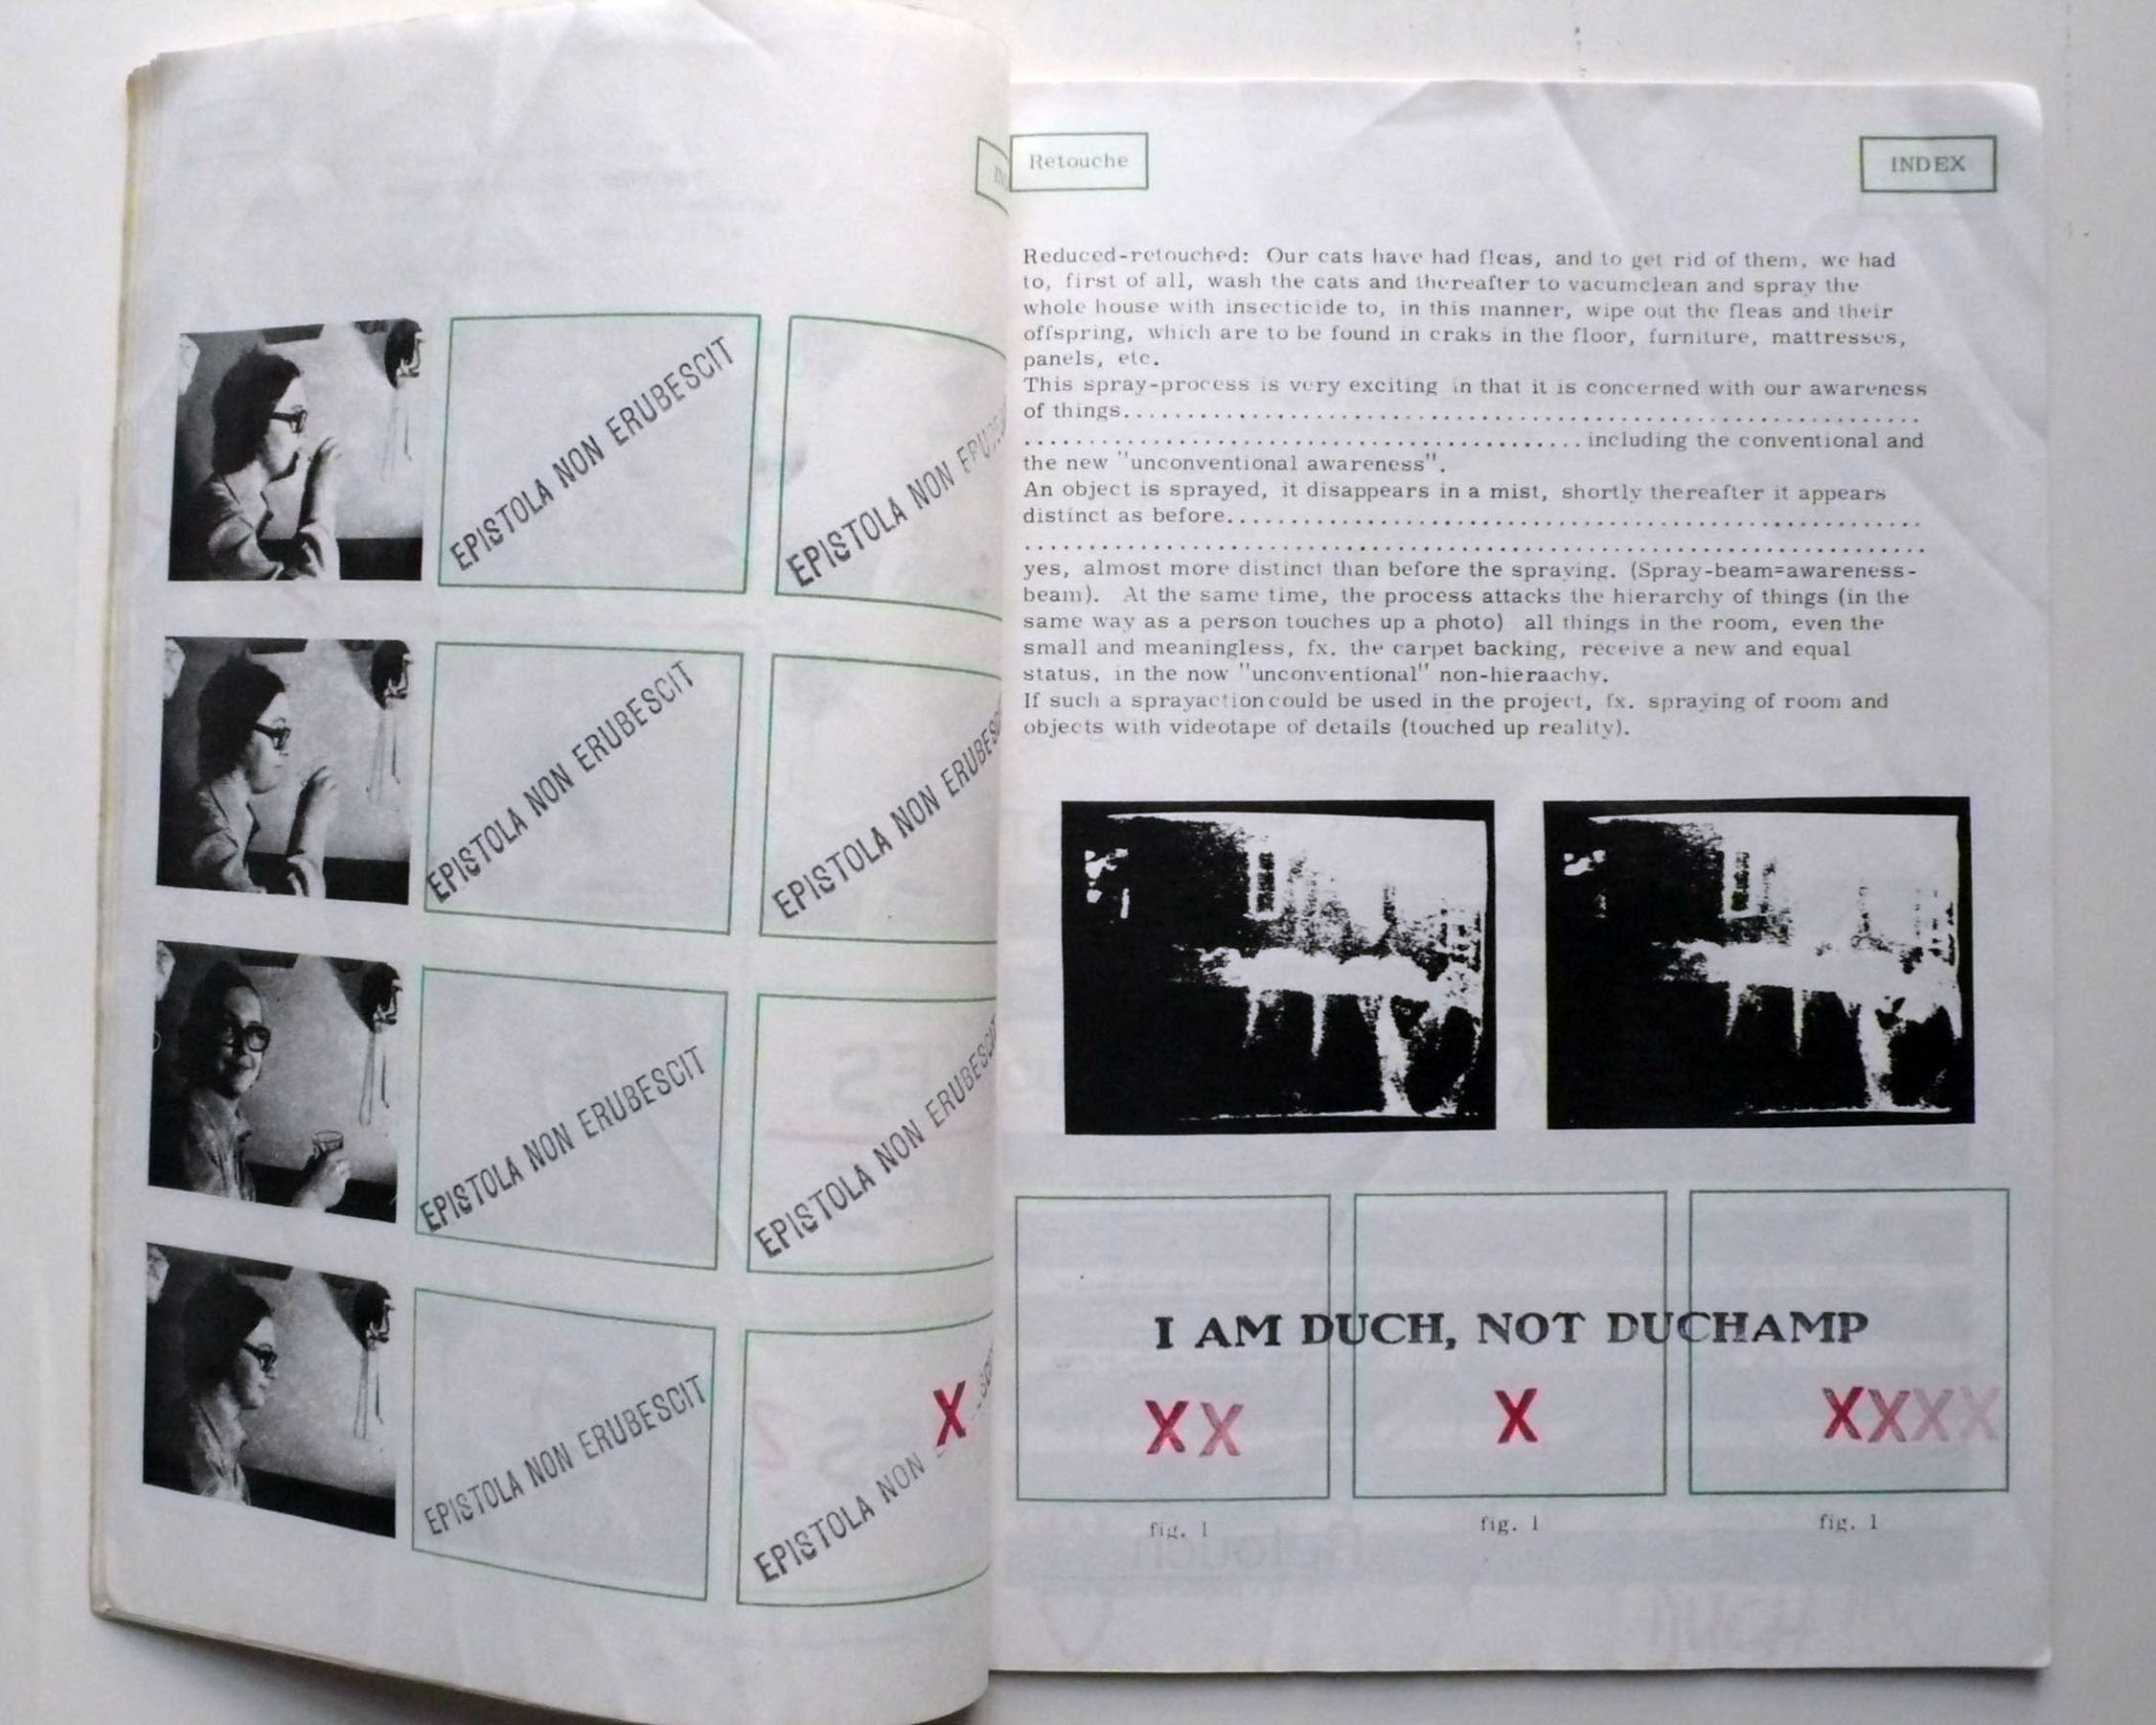 EPISTOLA NON ERUBESCIT
EPISTOLA NON
EPISTOLA NON ERUBESCIT
EPISTOLA NON
EPISTOLA NON ERUBESCIT
EPISTOLA NON ERUBESCIT
EPISTOLA NON ERUBESCIT
X
EPISTOLA NON
Retouche
INDEX
Reduced-retouched: Our cats have had fleas, and to get rid of them, we had
to, first of all, wash the cats and thereafter to vacumclean and spray the
whole house with insecticide to, in this manner, wipe out the fleas and their
offspring, which are to be found in craks in the floor, furniture, mattresses,
panels, etc.
This spray-process is very exciting in that it is concerned with our awareness
of things...............................................................
............................................ including the conventional and
the new "unconventional awareness".
An object is sprayed, it disappears in a mist, shortly thereafter it appears
distinct as before.......................................................
.......................................................................
yes, almost more distinct than before the spraying. (Spray-beam=awareness-
beam). At the same time, the process attacks the hierarchy of things (in the
same way as a person touches up a photo) all things in the room, even the
small and meaningless, fx. the carpet backing, receive a new and equal
status, in the now "unconventional" non-hieraachy.
If such a sprayaction could be used in the project, fx. spraying of room and
objects with videotape of details (touched up reality).
I AM DUCH, NOT DUCHAMP
XX X XXXX
fig. 1 fig. 1 fig. 1